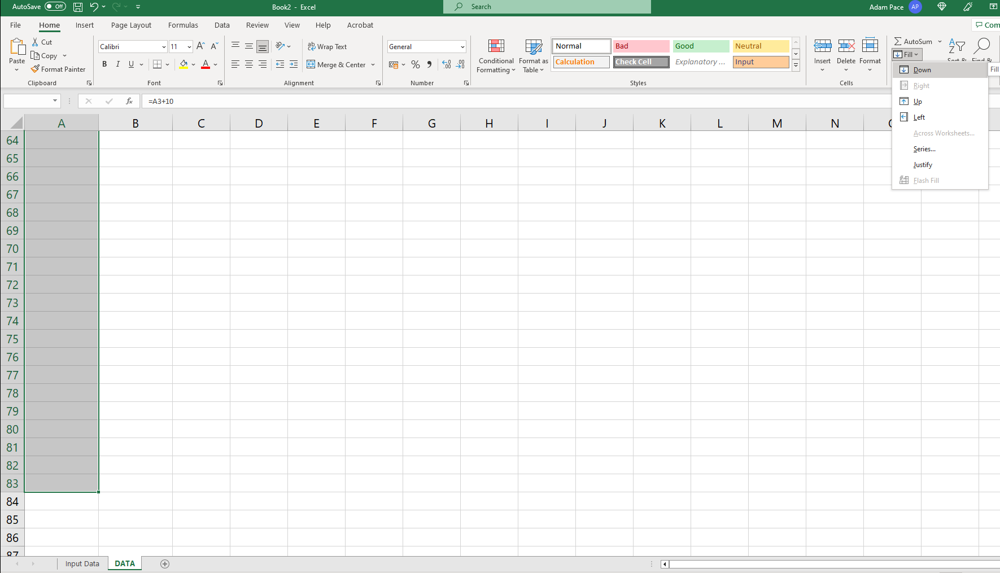 AutoSave Off Book2 - Excel Search Adam Pace AP
File Home Insert Page Layout Formulas Data Review View Help Acrobat Com
Paste
Cut
Copy
Format Painter
Clipboard
Calibri 11 A A
B I U A
Font
ab Wrap Text
Merge & Center
Alignment
General
% , .00
Number
Conditional Formatting
Format as Table
Normal Bad Good Neutral
Calculation Check Cell Explanatory ... Input
Styles
Insert Delete Format
Cells
AutoSum
Fill
A Z
Sort & Find &
Down
Right
Up
Left
Across Worksheets...
Series...
Justify
Flash Fill
Fill
fx =A3+10
A B C D E F G H I J K L M N
64
65
66
67
68
69
70
71
72
73
74
75
76
77
78
79
80
81
82
83
84
85
86
87
Input Data DATA